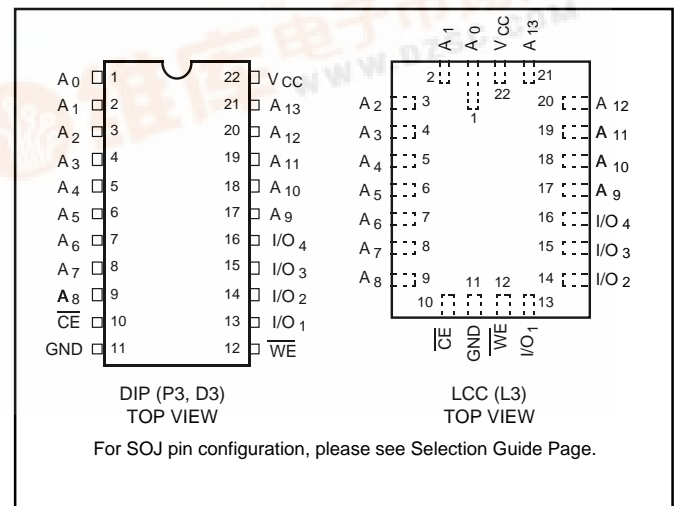 A0 1 22 VCC
A1 2 21 A13
A2 3 20 A12
A3 4 19 A11
A4 5 18 A10
A5 6 17 A9
A6 7 16 I/O4
A7 8 15 I/O3
A8 9 14 I/O2
CE 10 13 I/O1
GND 11 12 WE
DIP (P3, D3)
TOP VIEW
A1 A0 VCC A13
2 1 22 21
A2 3 20 A12
A3 4 19 A11
A4 5 18 A10
A5 6 17 A9
A6 7 16 I/O4
A7 8 15 I/O3
A8 9 14 I/O2
10 11 12 13
CE GND WE I/O1
LCC (L3)
TOP VIEW
For SOJ pin configuration, please see Selection Guide Page.